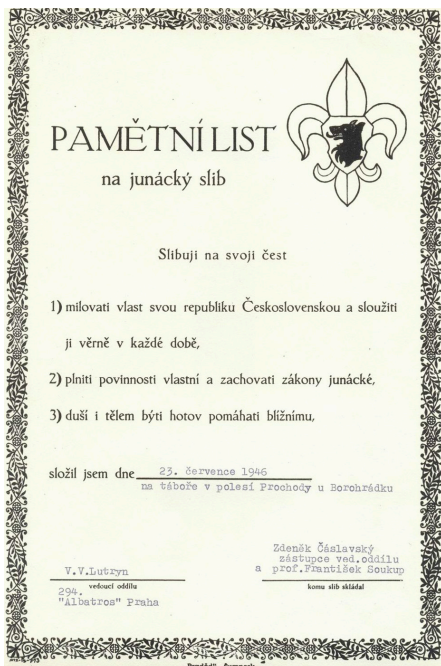 PAMĚTNÍ LIST
na junácký slib
Slibuji na svoji čest
1) milovati vlast svou republiku Československou a sloužiti
ji věrně v každé době,
2) plniti povinnosti vlastní a zachovati zákony junácké,
3) duší i tělem býti hotov pomáhati bližnímu,
složil jsem dne 23. července 1946
na táboře v polesí Prochody u Borohrádku
V.V.Lutryn
vedoucí oddílu
294.
"Albatros" Praha
Zdeněk Čáslavský
zástupce ved.oddílu
a prof.František Soukup
komu slib skládal